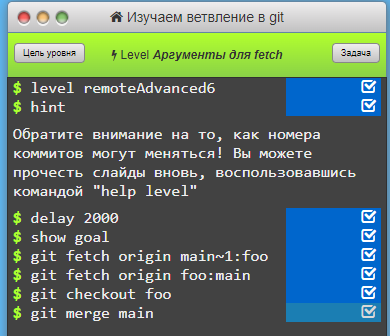 Изучаем ветвление в git
Цель уровня
Level Аргументы для fetch
Задача
$ level remoteAdvanced6
$ hint
Обратите внимание на то, как номера
коммитов могут меняться! Вы можете
прочесть слайды вновь, воспользовавшись
командой "help level"
$ delay 2000
$ show goal
$ git fetch origin main~1:foo
$ git fetch origin foo:main
$ git checkout foo
$ git merge main